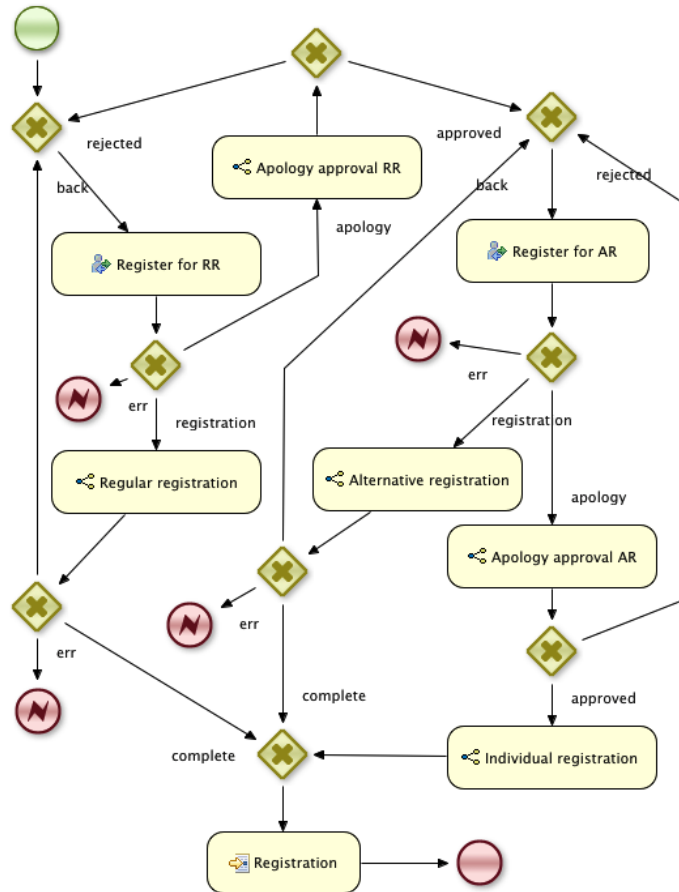 rejected
approved
Apology approval RR
back
back
rejected
apology
Register for RR
Register for AR
err
err
registration
registration
Regular registration
Alternative registration
apology
Apology approval AR
err
err
complete
approved
complete
Individual registration
Registration